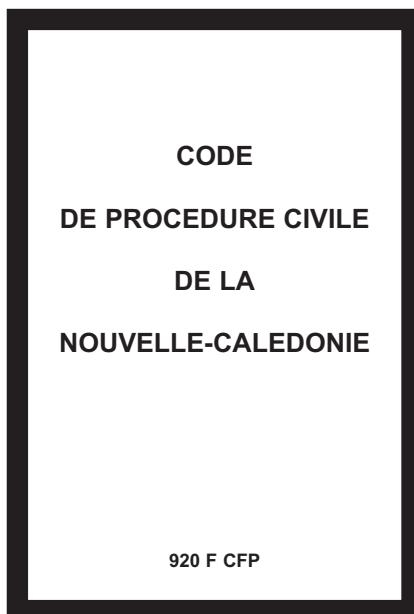 CODE
DE PROCEDURE CIVILE
DE LA
NOUVELLE-CALEDONIE
920 F CFP